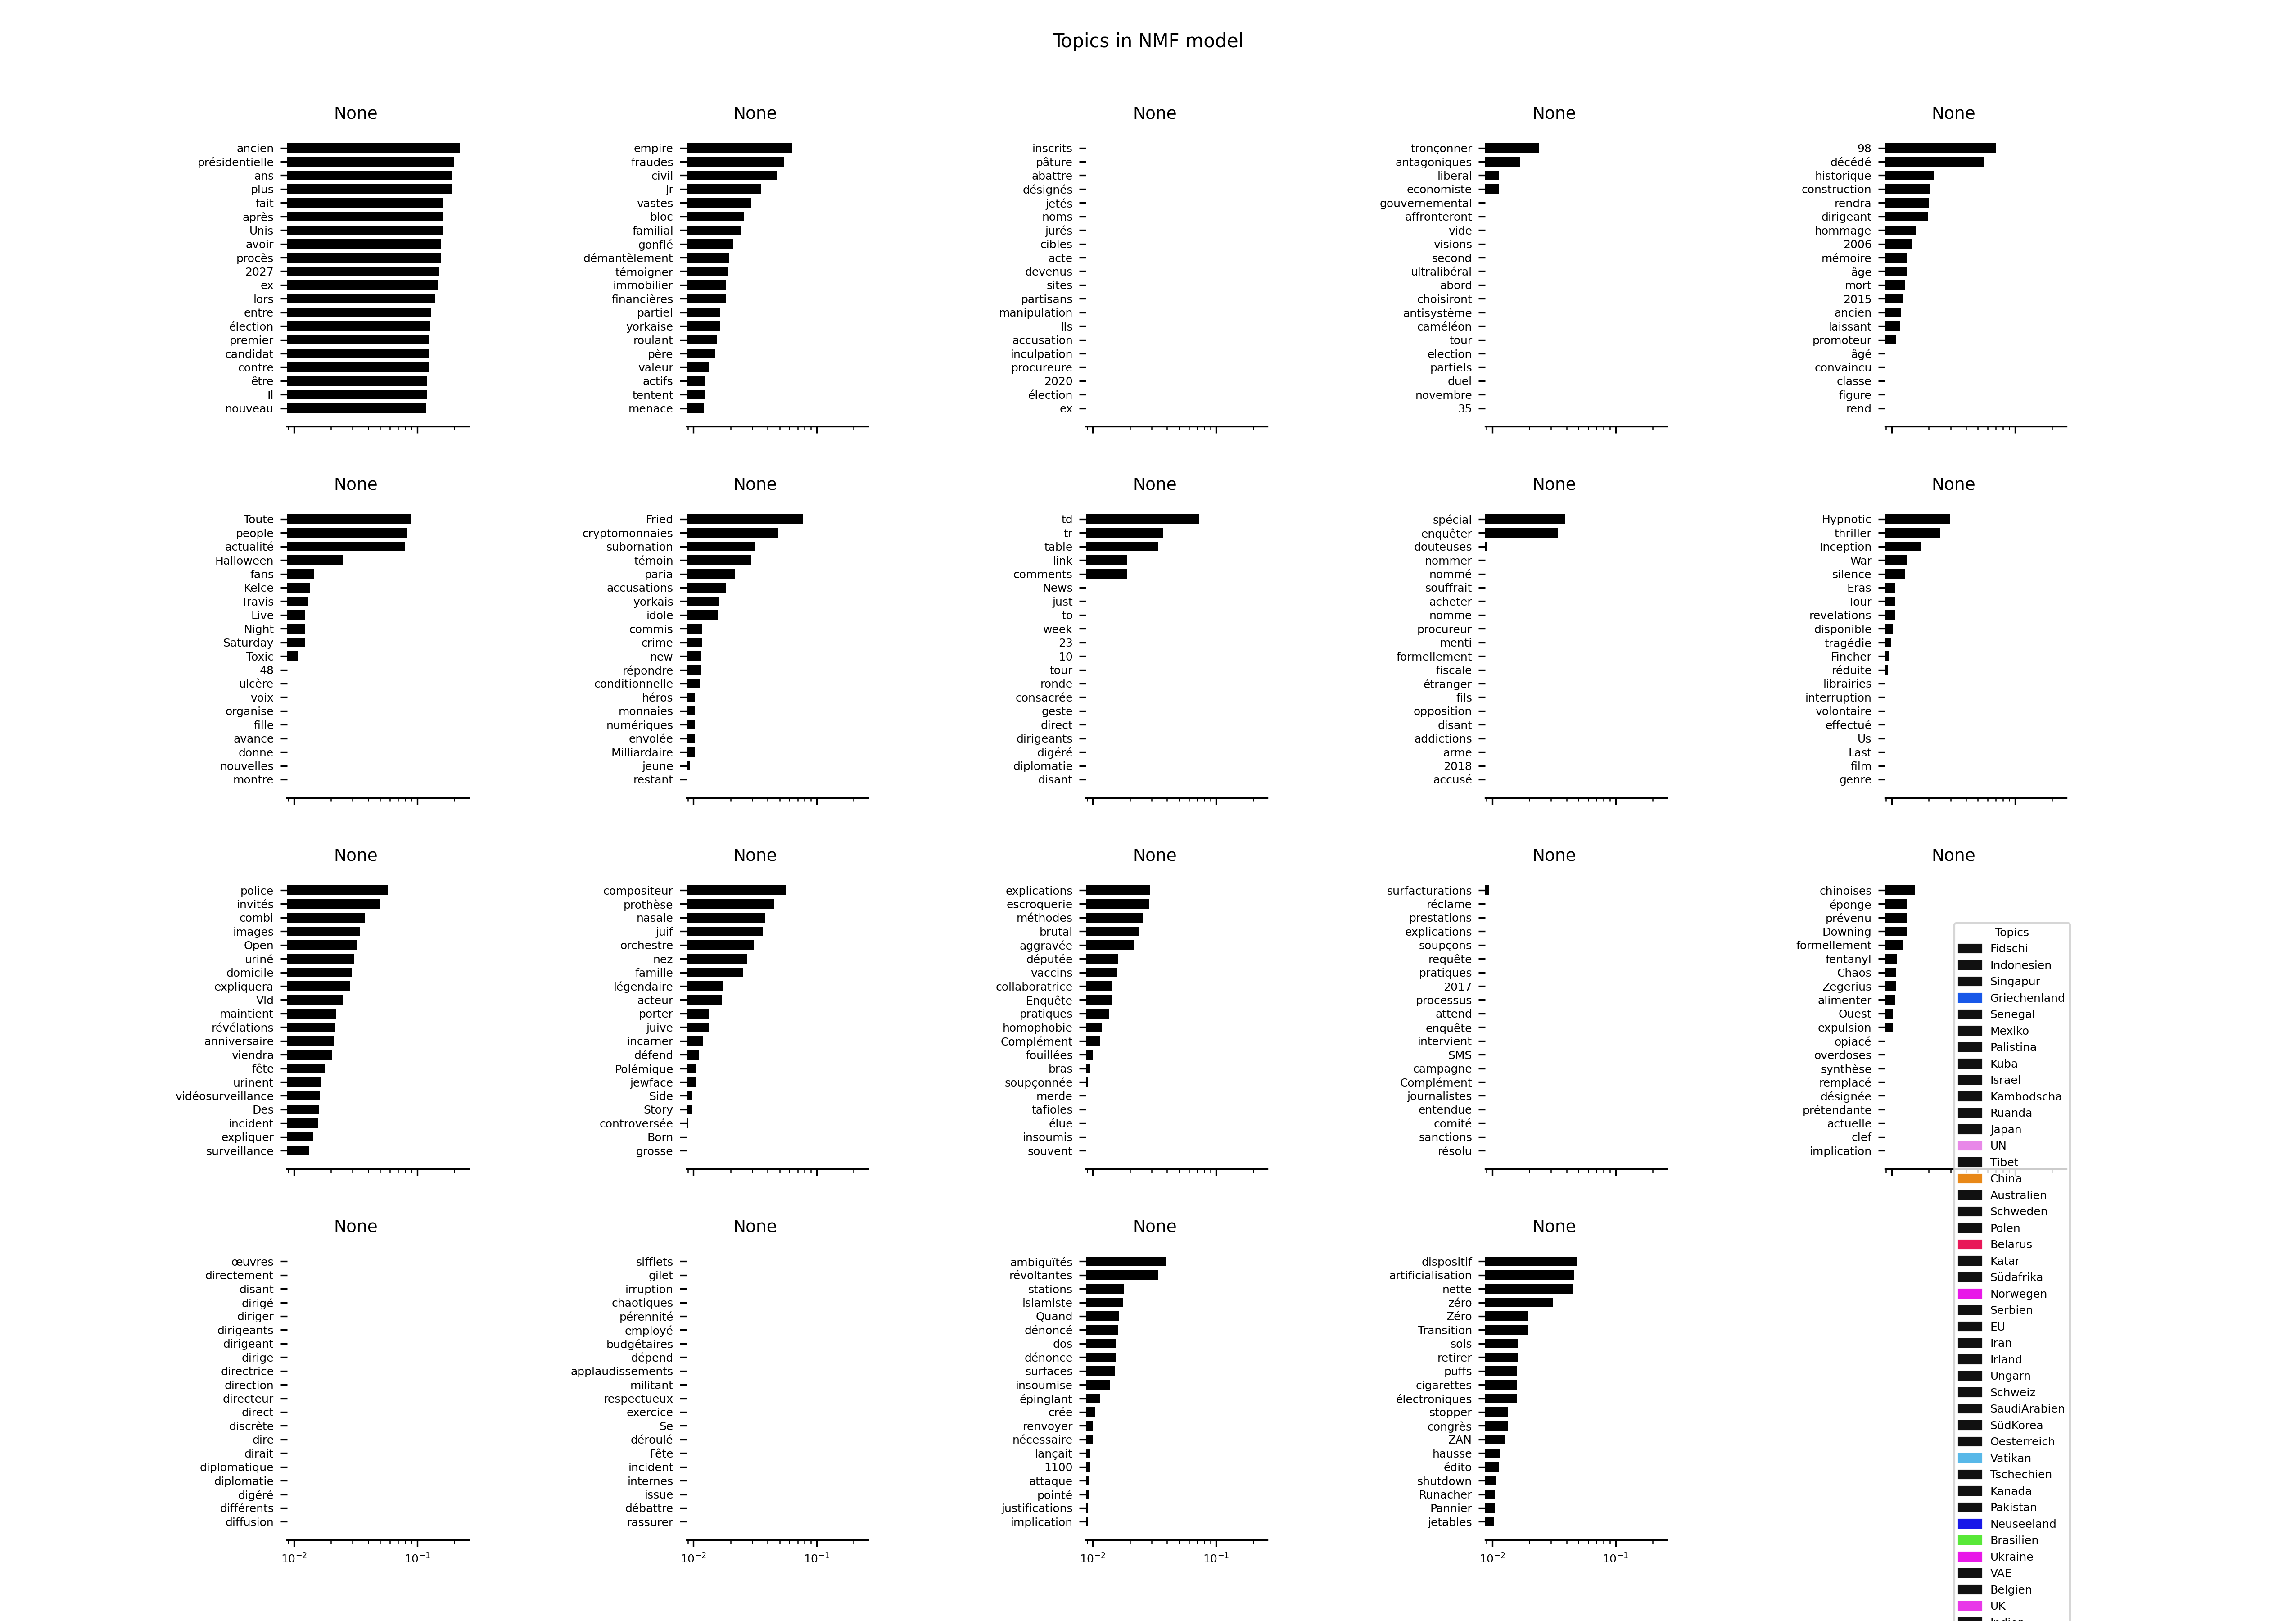 Topics in NMF model
None
ancien
présidentielle
ans
plus
fait
après
Unis
avoir
procès
2027
ex
lors
entre
élection
premier
candidat
contre
être
Il
nouveau
None
empire
fraudes
civil
Jr
vastes
bloc
familial
gonflé
démantèlement
témoigner
immobilier
financières
partiel
yorkaise
roulant
père
valeur
actifs
tentent
menace
None
inscrits
pâture
abattre
désignés
jetés
noms
jurés
cibles
acte
devenus
sites
partisans
manipulation
Ils
accusation
inculpation
procureure
2020
élection
ex
None
tronçonner
antagoniques
liberal
economiste
gouvernemental
affronteront
vide
visions
second
ultralibéral
abord
choisiront
antisystème
caméléon
tour
election
partiels
duel
novembre
35
None
98
décédé
historique
construction
rendra
dirigeant
hommage
2006
mémoire
âge
mort
2015
ancien
laissant
promoteur
âgé
convaincu
classe
figure
rend
None
Toute
people
actualité
Halloween
fans
Kelce
Travis
Live
Night
Saturday
Toxic
48
ulcère
voix
organise
fille
avance
donne
nouvelles
montre
None
Fried
cryptomonnaies
subornation
témoin
paria
accusations
yorkais
idole
commis
crime
new
répondre
conditionnelle
héros
monnaies
numériques
envolée
Milliardaire
jeune
restant
None
td
tr
table
link
comments
News
just
to
week
23
10
tour
ronde
consacrée
geste
direct
dirigeants
digéré
diplomatie
disant
None
spécial
enquêter
douteuses
nommer
nommé
souffrait
acheter
nomme
procureur
menti
formellement
fiscale
étranger
fils
opposition
disant
addictions
arme
2018
accusé
None
Hypnotic
thriller
Inception
War
silence
Eras
Tour
revelations
disponible
tragédie
Fincher
réduite
librairies
interruption
volontaire
effectué
Us
Last
film
genre
None
police
invités
combi
images
Open
uriné
domicile
expliquera
Vld
maintient
révélations
anniversaire
viendra
fête
urinent
vidéosurveillance
Des
incident
expliquer
surveillance
None
compositeur
prothèse
nasale
juif
orchestre
nez
famille
légendaire
acteur
porter
juive
incarner
défend
Polémique
jewface
Side
Story
controversée
Born
grosse
None
explications
escroquerie
méthodes
brutal
aggravée
députée
vaccins
collaboratrice
Enquête
pratiques
homophobie
Complément
fouillées
bras
soupçonnée
merde
tafioles
élue
insoumis
souvent
None
surfacturations
réclame
prestations
explications
soupçons
requête
pratiques
2017
processus
attend
enquête
intervient
SMS
campagne
Complément
journalistes
entendue
comité
sanctions
résolu
None
chinoises
éponge
prévenu
Downing
formellement
fentanyl
Chaos
Zegerius
alimenter
Ouest
expulsion
opiacé
overdoses
synthèse
remplacé
désignée
prétendante
actuelle
clef
implication
None
œuvres
directement
disant
dirigé
diriger
dirigeants
dirigeant
dirige
directrice
direction
directeur
direct
discrète
dire
dirait
diplomatique
diplomatie
digéré
différents
diffusion
10⁻² 10⁻¹
None
sifflets
gilet
irruption
chaotiques
pérennité
employé
budgétaires
dépend
applaudissements
militant
respectueux
exercice
Se
déroulé
Fête
incident
internes
issue
débattre
rassurer
10⁻² 10⁻¹
None
ambiguïtés
révoltantes
stations
islamiste
Quand
dénoncé
dos
dénonce
surfaces
insoumise
épinglant
crée
renvoyer
nécessaire
lançait
1100
attaque
pointé
justifications
implication
10⁻² 10⁻¹
None
dispositif
artificialisation
nette
zéro
Zéro
Transition
sols
retirer
puffs
cigarettes
électroniques
stopper
congrès
ZAN
hausse
édito
shutdown
Runacher
Pannier
jetables
10⁻² 10⁻¹
Topics
Fidschi
Indonesien
Singapur
Griechenland
Senegal
Mexiko
Palistina
Kuba
Israel
Kambodscha
Ruanda
Japan
UN
Tibet
China
Australien
Schweden
Polen
Belarus
Katar
Südafrika
Norwegen
Serbien
EU
Iran
Irland
Ungarn
Schweiz
SaudiArabien
SüdKorea
Oesterreich
Vatikan
Tschechien
Kanada
Pakistan
Neuseeland
Brasilien
Ukraine
VAE
Belgien
UK